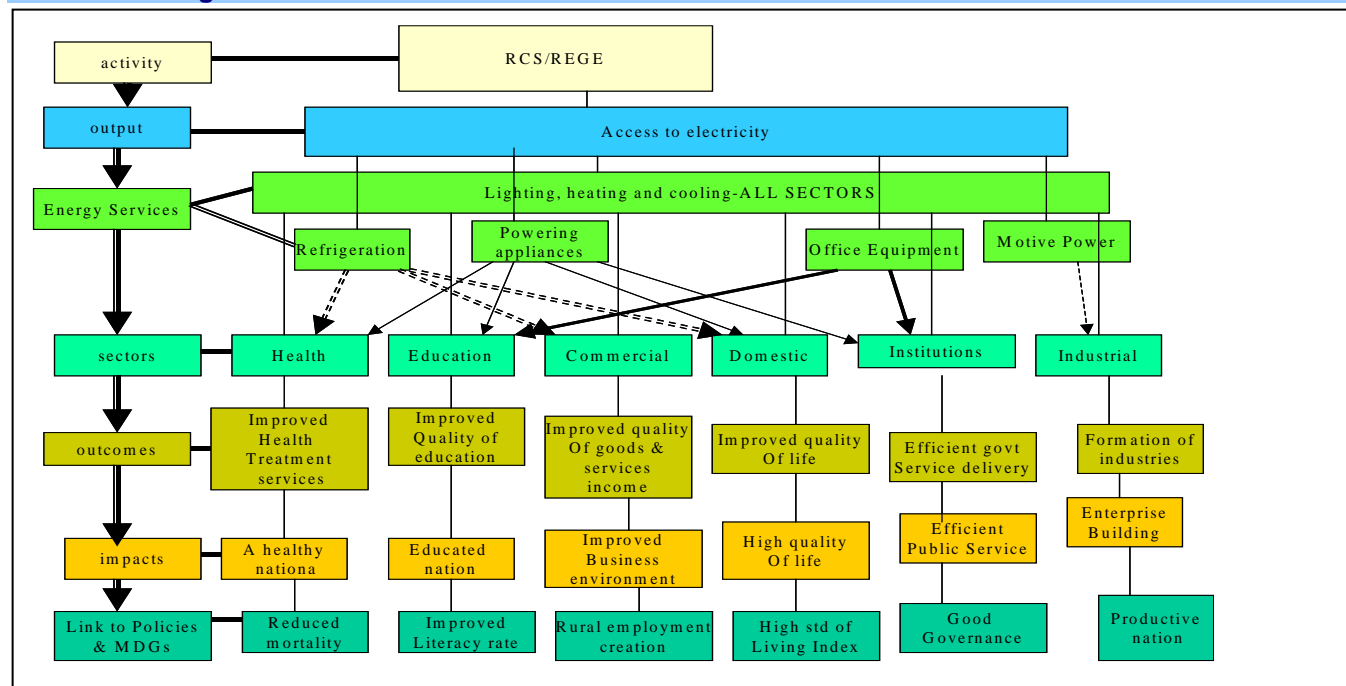 activity
RCS/REGE
output
Access to electricity
Energy Services
Lighting, heating and cooling-ALL SECTORS
Refrigeration
Powering
appliances
Office Equipment
Motive Power
sectors
Health
Education
Commercial
Domestic
Institutions
Industrial
outcomes
Improved
Health
Treatment
services
Improved
Quality of
education
Improved quality
Of goods &
services
income
Improved quality
Of life
Efficient govt
Service delivery
Formation of
industries
impacts
A healthy
nationa
Educated
nation
Improved
Business
environment
High quality
Of life
Efficient
Public Service
Enterprise
Building
Link to Policies
& MDGs
Reduced
mortality
Improved
Literacy rate
Rural employment
creation
High std of
Living Index
Good
Governance
Productive
nation